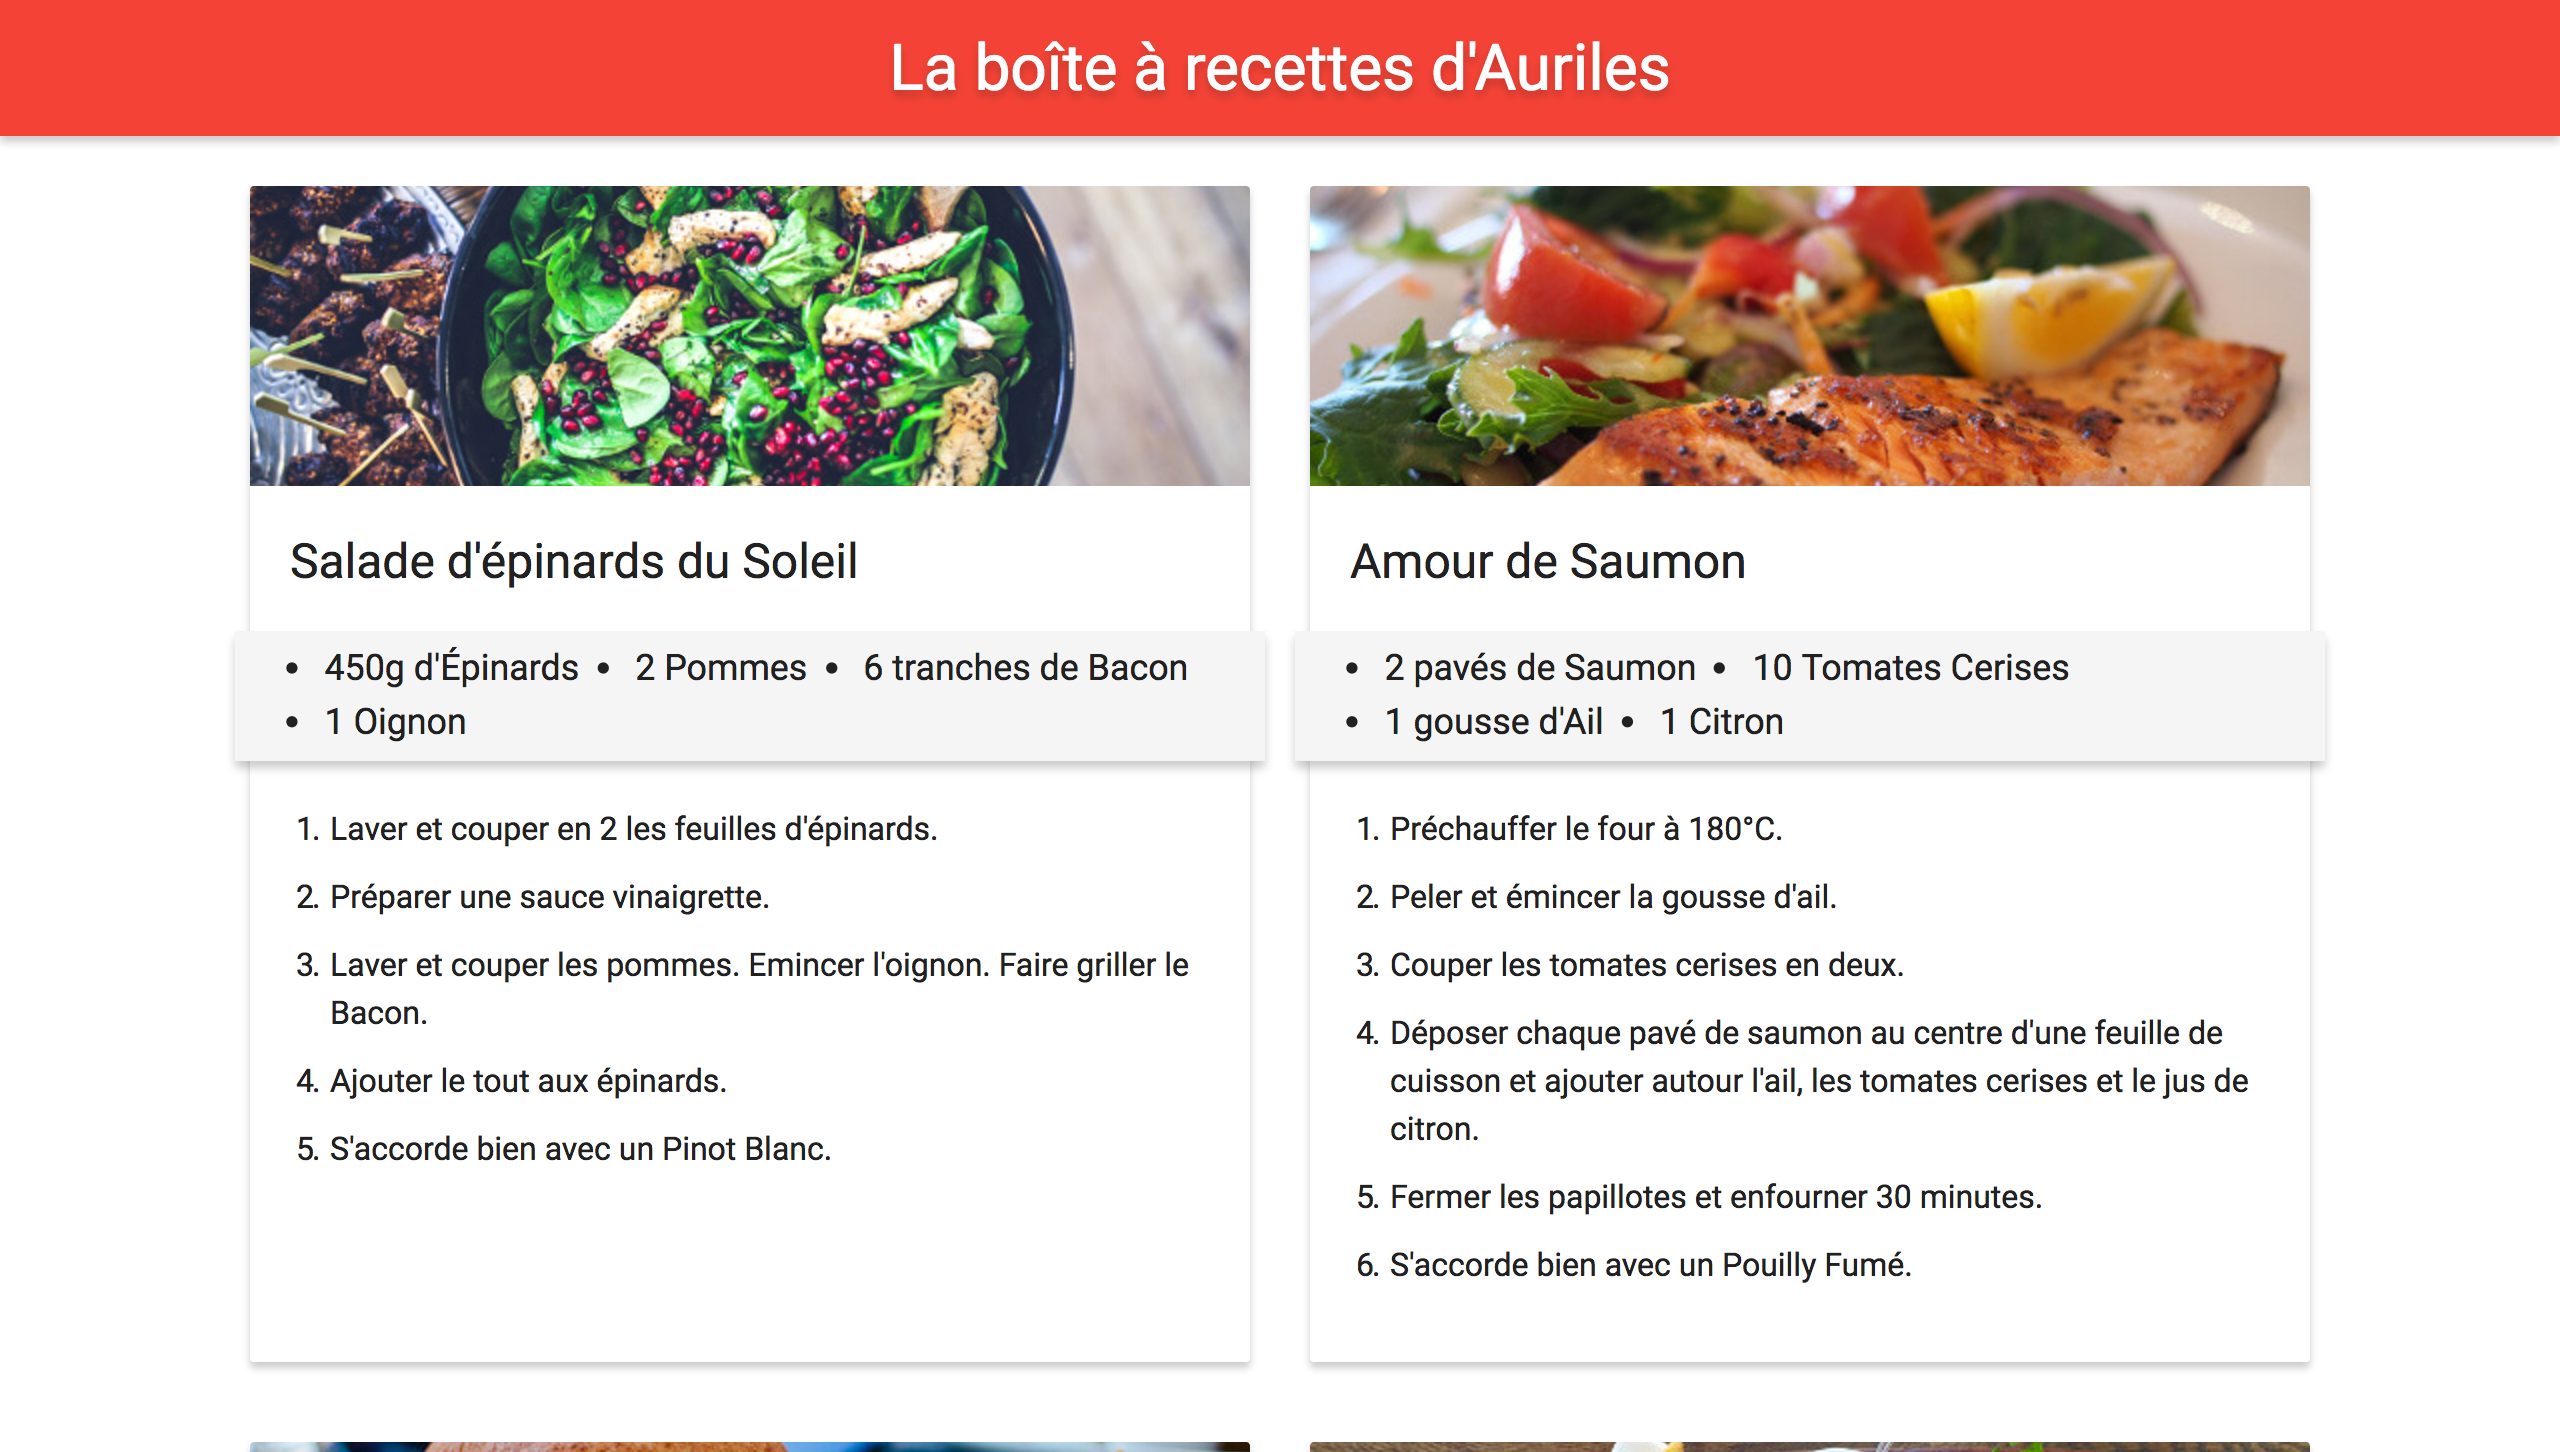 La boîte à recettes d'Auriles
Salade d'épinards du Soleil
• 450g d'Épinards • 2 Pommes • 6 tranches de Bacon
• 1 Oignon
1. Laver et couper en 2 les feuilles d'épinards.
2. Préparer une sauce vinaigrette.
3. Laver et couper les pommes. Emincer l'oignon. Faire griller le
Bacon.
4. Ajouter le tout aux épinards.
5. S'accorde bien avec un Pinot Blanc.
Amour de Saumon
• 2 pavés de Saumon • 10 Tomates Cerises
• 1 gousse d'Ail • 1 Citron
1. Préchauffer le four à 180°C.
2. Peler et émincer la gousse d'ail.
3. Couper les tomates cerises en deux.
4. Déposer chaque pavé de saumon au centre d'une feuille de
cuisson et ajouter autour l'ail, les tomates cerises et le jus de
citron.
5. Fermer les papillotes et enfourner 30 minutes.
6. S'accorde bien avec un Pouilly Fumé.